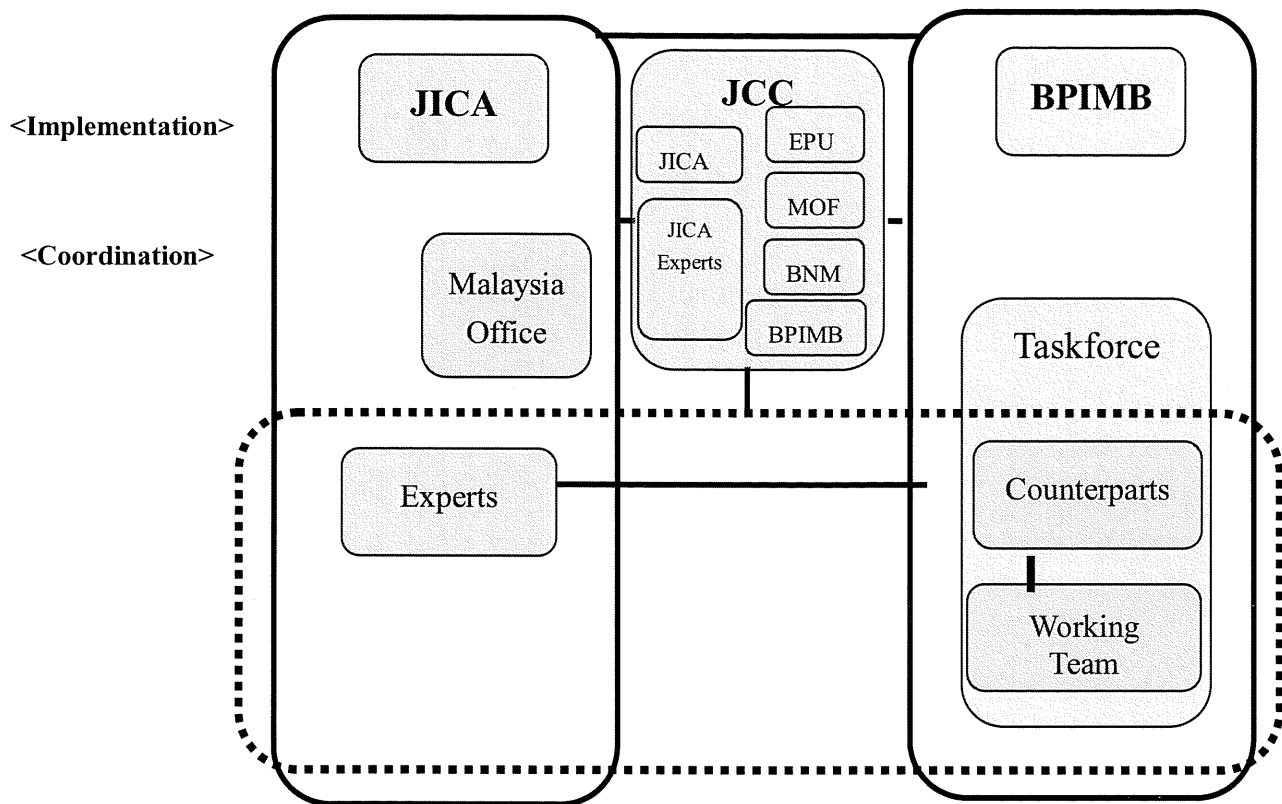 <Implementation>
<Coordination>
JICA
Malaysia
Office
Experts
JCC
JICA
JICA
Experts
EPU
MOF
BNM
BPIMB
BPIMB
Taskforce
Counterparts
Working
Team